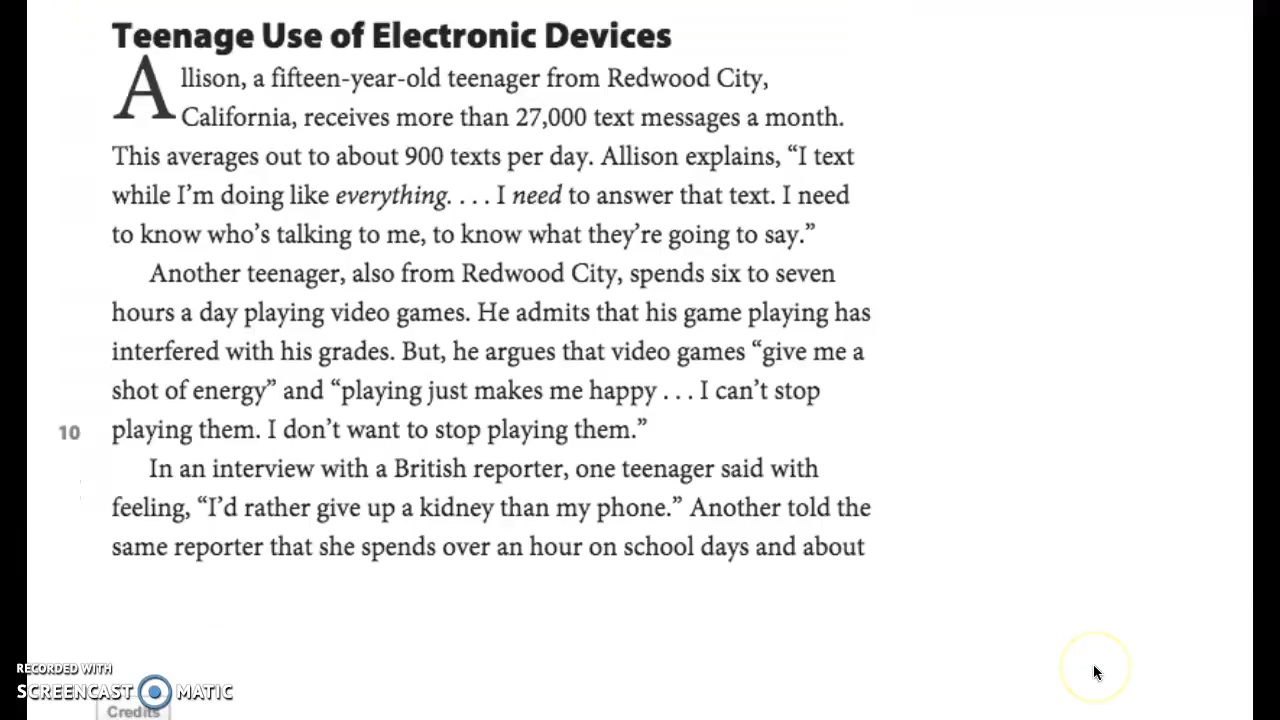 Teenage Use of Electronic Devices
Allison, a fifteen-year-old teenager from Redwood City,
California, receives more than 27,000 text messages a month.
This averages out to about 900 texts per day. Allison explains, “I text
while I’m doing like everything. . . . I need to answer that text. I need
to know who’s talking to me, to know what they’re going to say.”
Another teenager, also from Redwood City, spends six to seven
hours a day playing video games. He admits that his game playing has
interfered with his grades. But, he argues that video games “give me a
shot of energy” and “playing just makes me happy . . . I can’t stop
10 playing them. I don’t want to stop playing them.”
In an interview with a British reporter, one teenager said with
feeling, “I’d rather give up a kidney than my phone.” Another told the
same reporter that she spends over an hour on school days and about
RECORDED WITH
SCREENCAST MATIC
Credits